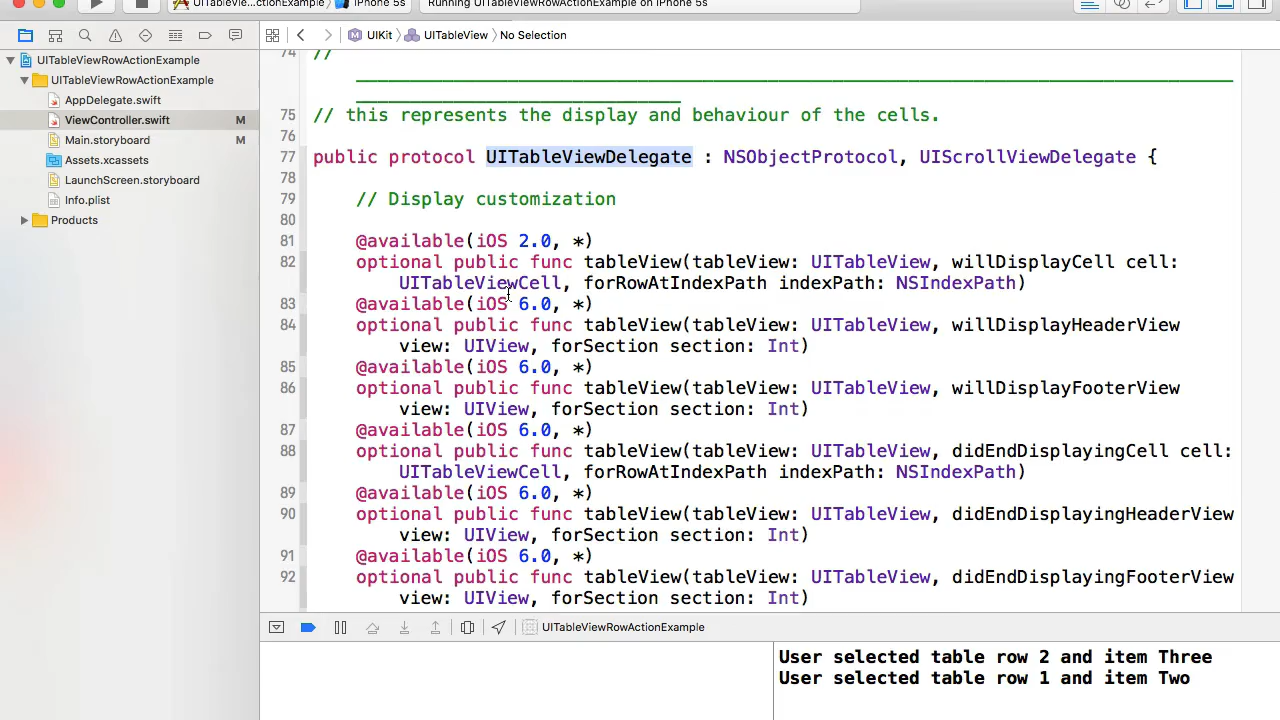 UITableVie...ctionExample
iPhone 5s
Running UITableViewRowActionExample on iPhone 5s
UIKit
UITableView
No Selection
UITableViewRowActionExample
UITableViewRowActionExample
AppDelegate.swift
ViewController.swift M
Main.storyboard M
Assets.xcassets
LaunchScreen.storyboard
Info.plist
Products
74 //
75 // this represents the display and behaviour of the cells.
76
77 public protocol UITableViewDelegate : NSObjectProtocol, UIScrollViewDelegate {
78
79 // Display customization
80
81 @available(iOS 2.0, *)
82 optional public func tableView(tableView: UITableView, willDisplayCell cell:
UITableViewCell, forRowAtIndexPath indexPath: NSIndexPath)
83 @available(iOS 6.0, *)
84 optional public func tableView(tableView: UITableView, willDisplayHeaderView
view: UIView, forSection section: Int)
85 @available(iOS 6.0, *)
86 optional public func tableView(tableView: UITableView, willDisplayFooterView
view: UIView, forSection section: Int)
87 @available(iOS 6.0, *)
88 optional public func tableView(tableView: UITableView, didEndDisplayingCell cell:
UITableViewCell, forRowAtIndexPath indexPath: NSIndexPath)
89 @available(iOS 6.0, *)
90 optional public func tableView(tableView: UITableView, didEndDisplayingHeaderView
view: UIView, forSection section: Int)
91 @available(iOS 6.0, *)
92 optional public func tableView(tableView: UITableView, didEndDisplayingFooterView
view: UIView, forSection section: Int)
UITableViewRowActionExample
User selected table row 2 and item Three
User selected table row 1 and item Two